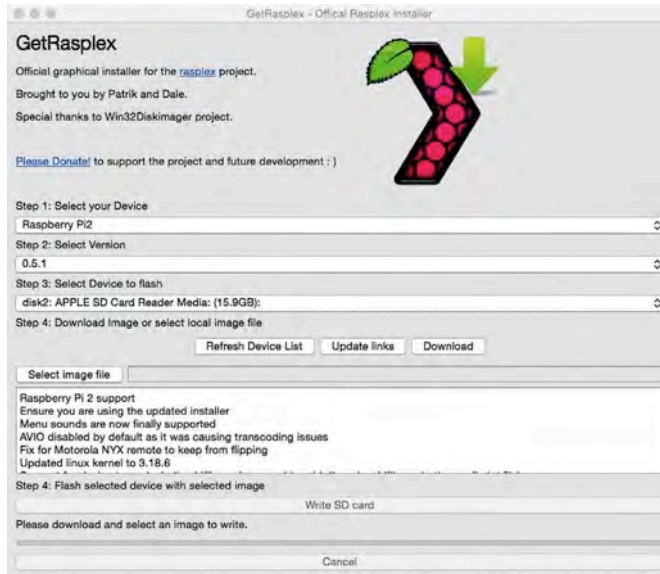 GetRasplex - Offical Rasplex Installer
GetRasplex
Official graphical installer for the rasplex project.
Brought to you by Patrik and Dale.
Special thanks to Win32Diskimager project.
Please Donate! to support the project and future development : )
Step 1: Select your Device
Raspberry Pi2
Step 2: Select Version
0.5.1
Step 3: Select Device to flash
disk2: APPLE SD Card Reader Media: (15.9GB):
Step 4: Download Image or select local image file
Refresh Device List Update links Download
Select image file
Raspberry Pi 2 support
Ensure you are using the updated installer
Menu sounds are now finally supported
AVIO disabled by default as it was causing transcoding issues
Fix for Motorola NYX remote to keep from flipping
Updated linux kernel to 3.18.6
Step 4: Flash selected device with selected image
Write SD card
Please download and select an image to write.
Cancel